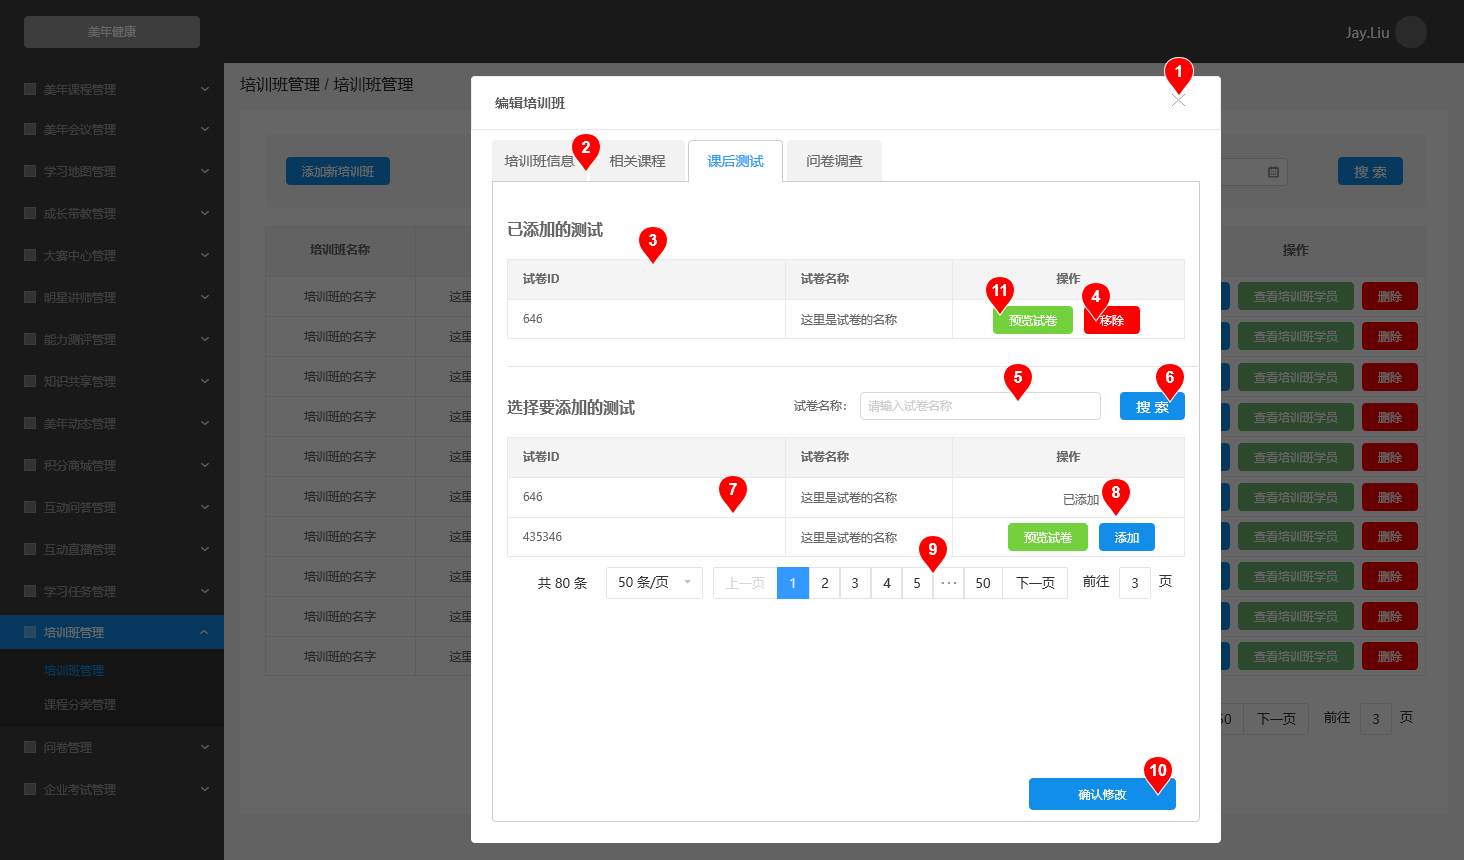 美年健康
Jay.Liu
美年课程管理
美年会议管理
学习地图管理
成长带教管理
大赛中心管理
明星讲师管理
能力测评管理
知识共享管理
美年动态管理
积分商城管理
互动问答管理
互动直播管理
学习任务管理
培训班管理
培训班管理
课程分类管理
问卷管理
企业考试管理
培训班管理 / 培训班管理
添加新培训班
搜 索
培训班名称
操作
培训班的名字 这里 查看培训班学员 删除
培训班的名字 这里 查看培训班学员 删除
培训班的名字 这里 查看培训班学员 删除
培训班的名字 这里 查看培训班学员 删除
培训班的名字 这里 查看培训班学员 删除
培训班的名字 这里 查看培训班学员 删除
培训班的名字 这里 查看培训班学员 删除
培训班的名字 这里 查看培训班学员 删除
培训班的名字 这里 查看培训班学员 删除
培训班的名字 这里 查看培训班学员 删除
下一页 前往 3 页
编辑培训班
1
培训班信息 2 相关课程 课后测试 问卷调查
已添加的测试
3
试卷ID 试卷名称 操作
11 4
646 这里是试卷的名称 预览试卷 移除
5 6
选择要添加的测试 试卷名称: 请输入试卷名称 搜 索
试卷ID 试卷名称 操作
7 8
646 这里是试卷的名称 已添加
435346 这里是试卷的名称 预览试卷 添加
9
共 80 条 50 条/页 上一页 1 2 3 4 5 ··· 50 下一页 前往 3 页
10
确认修改